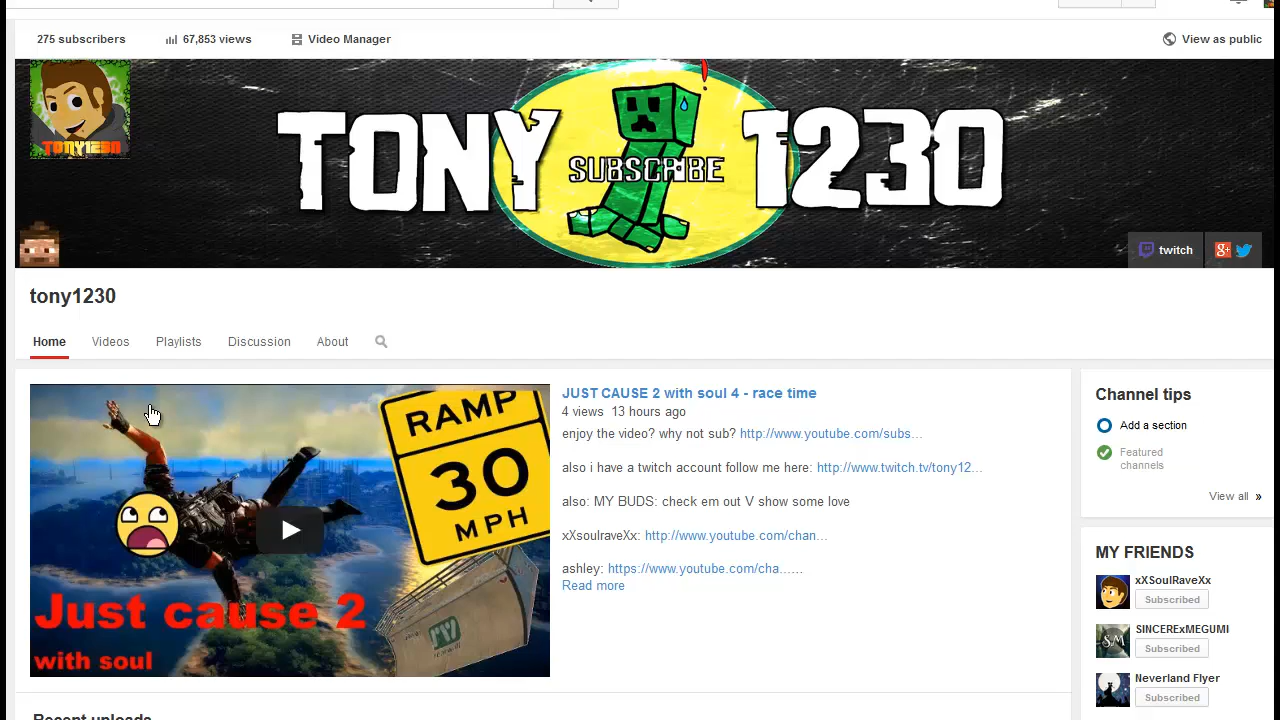 275 subscribers 67,853 views Video Manager View as public
TONY SUBSCRIBE 1230
TONY1230
twitch
tony1230
Home Videos Playlists Discussion About
RAMP
30
MPH
Just cause 2
with soul
JUST CAUSE 2 with soul 4 - race time
4 views 13 hours ago
enjoy the video? why not sub? http://www.youtube.com/subs...
also i have a twitch account follow me here: http://www.twitch.tv/tony12...
also: MY BUDS: check em out V show some love
xXsoulraveXx: http://www.youtube.com/chan...
ashley: https://www.youtube.com/cha......
Read more
Channel tips
Add a section
Featured
channels
View all »
MY FRIENDS
xXSoulRaveXx
Subscribed
SINCERExMEGUMI
Subscribed
Neverland Flyer
Subscribed
Recent uploads